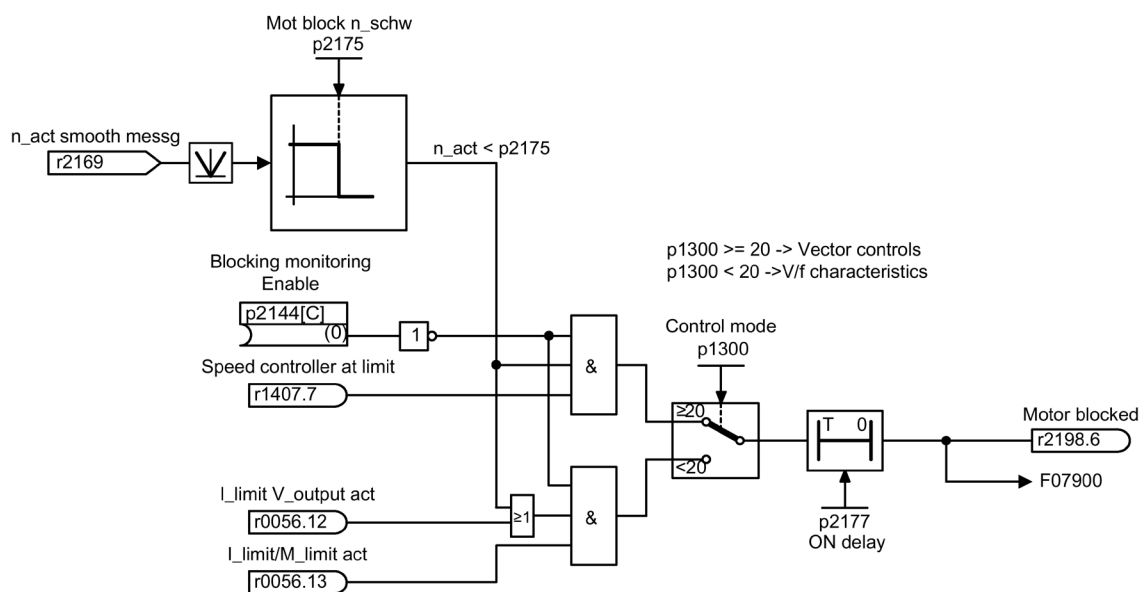 Mot block n_schw
p2175
n_act smooth messg
r2169
n_act < p2175
Blocking monitoring
Enable
p2144[C]
(0)
1
Speed controller at limit
r1407.7
&
p1300 >= 20 -> Vector controls
p1300 < 20 ->V/f characteristics
Control mode
p1300
≥20
<20
T 0
Motor blocked
r2198.6
F07900
p2177
ON delay
I_limit V_output act
r0056.12
≥1
&
I_limit/M_limit act
r0056.13